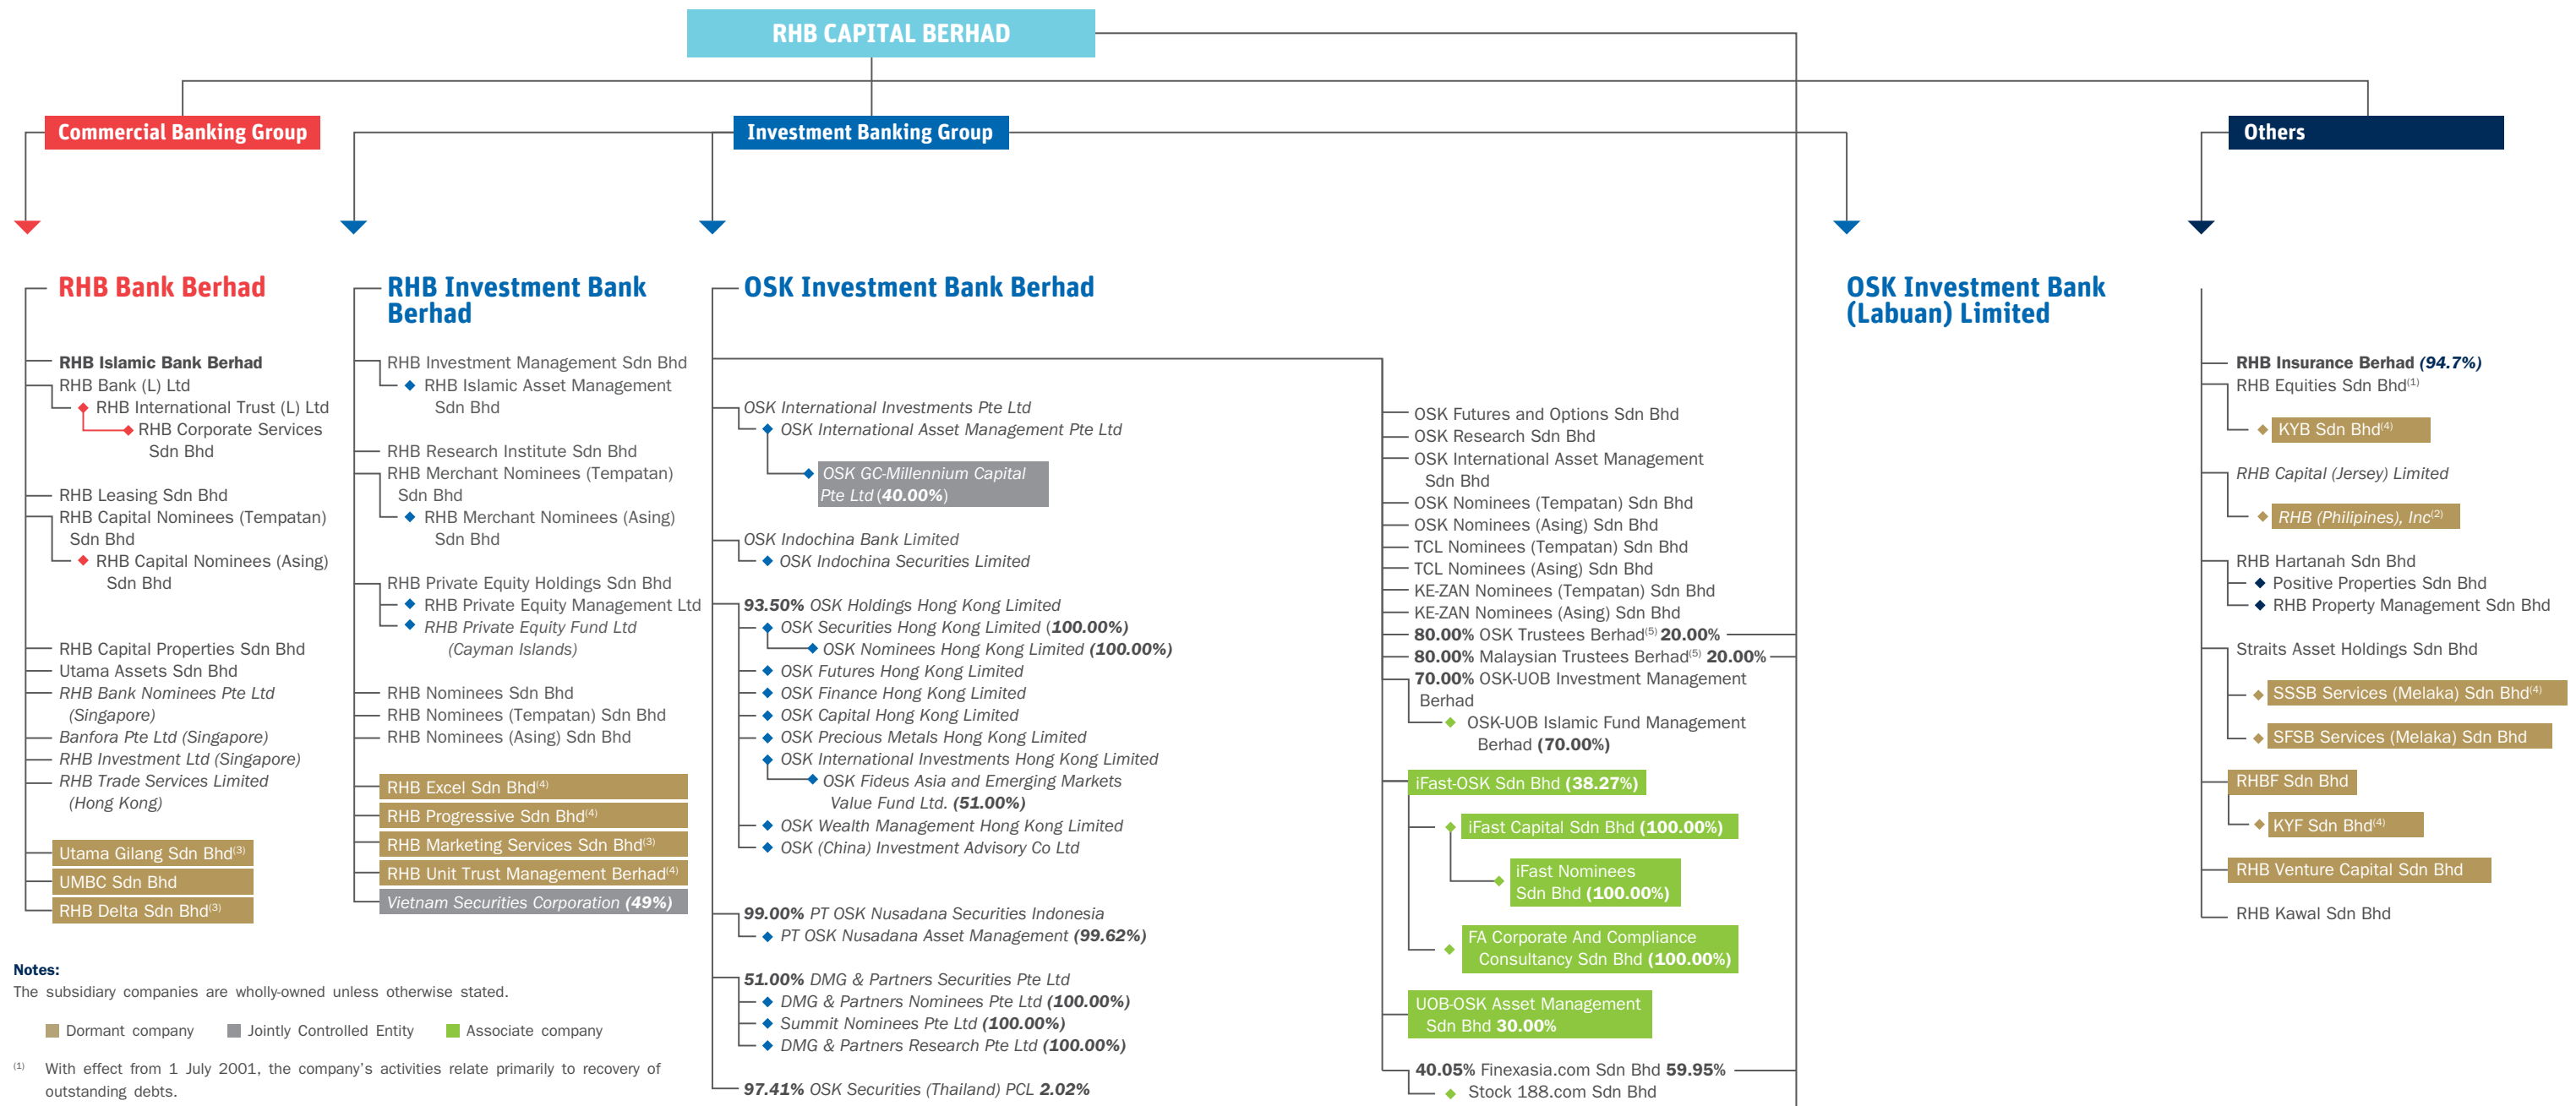 RHB CAPITAL BERHAD
Commercial Banking Group
Investment Banking Group
Others
RHB Bank Berhad
RHB Islamic Bank Berhad
RHB Bank (L) Ltd
RHB International Trust (L) Ltd
RHB Corporate Services
Sdn Bhd
RHB Leasing Sdn Bhd
RHB Capital Nominees (Tempatan)
Sdn Bhd
RHB Capital Nominees (Asing)
Sdn Bhd
RHB Capital Properties Sdn Bhd
Utama Assets Sdn Bhd
RHB Bank Nominees Pte Ltd
(Singapore)
Banfora Pte Ltd (Singapore)
RHB Investment Ltd (Singapore)
RHB Trade Services Limited
(Hong Kong)
Utama Gilang Sdn Bhd(3)
UMBC Sdn Bhd
RHB Delta Sdn Bhd(3)
RHB Investment Bank
Berhad
RHB Investment Management Sdn Bhd
RHB Islamic Asset Management
Sdn Bhd
RHB Research Institute Sdn Bhd
RHB Merchant Nominees (Tempatan)
Sdn Bhd
RHB Merchant Nominees (Asing)
Sdn Bhd
RHB Private Equity Holdings Sdn Bhd
RHB Private Equity Management Ltd
RHB Private Equity Fund Ltd
(Cayman Islands)
RHB Nominees Sdn Bhd
RHB Nominees (Tempatan) Sdn Bhd
RHB Nominees (Asing) Sdn Bhd
RHB Excel Sdn Bhd(4)
RHB Progressive Sdn Bhd(4)
RHB Marketing Services Sdn Bhd(3)
RHB Unit Trust Management Berhad(4)
Vietnam Securities Corporation (49%)
OSK Investment Bank Berhad
OSK International Investments Pte Ltd
OSK International Asset Management Pte Ltd
OSK GC-Millennium Capital
Pte Ltd (40.00%)
OSK Indochina Bank Limited
OSK Indochina Securities Limited
93.50% OSK Holdings Hong Kong Limited
OSK Securities Hong Kong Limited (100.00%)
OSK Nominees Hong Kong Limited (100.00%)
OSK Futures Hong Kong Limited
OSK Finance Hong Kong Limited
OSK Capital Hong Kong Limited
OSK Precious Metals Hong Kong Limited
OSK International Investments Hong Kong Limited
OSK Fideus Asia and Emerging Markets
Value Fund Ltd. (51.00%)
OSK Wealth Management Hong Kong Limited
OSK (China) Investment Advisory Co Ltd
99.00% PT OSK Nusadana Securities Indonesia
PT OSK Nusadana Asset Management (99.62%)
51.00% DMG & Partners Securities Pte Ltd
DMG & Partners Nominees Pte Ltd (100.00%)
Summit Nominees Pte Ltd (100.00%)
DMG & Partners Research Pte Ltd (100.00%)
97.41% OSK Securities (Thailand) PCL 2.02%
OSK Futures and Options Sdn Bhd
OSK Research Sdn Bhd
OSK International Asset Management
Sdn Bhd
OSK Nominees (Tempatan) Sdn Bhd
OSK Nominees (Asing) Sdn Bhd
TCL Nominees (Tempatan) Sdn Bhd
TCL Nominees (Asing) Sdn Bhd
KE-ZAN Nominees (Tempatan) Sdn Bhd
KE-ZAN Nominees (Asing) Sdn Bhd
80.00% OSK Trustees Berhad(5) 20.00%
80.00% Malaysian Trustees Berhad(5) 20.00%
70.00% OSK-UOB Investment Management
Berhad
OSK-UOB Islamic Fund Management
Berhad (70.00%)
iFast-OSK Sdn Bhd (38.27%)
iFast Capital Sdn Bhd (100.00%)
iFast Nominees
Sdn Bhd (100.00%)
FA Corporate And Compliance
Consultancy Sdn Bhd (100.00%)
UOB-OSK Asset Management
Sdn Bhd 30.00%
40.05% Finexasia.com Sdn Bhd 59.95%
Stock 188.com Sdn Bhd
OSK Investment Bank
(Labuan) Limited
RHB Insurance Berhad (94.7%)
RHB Equities Sdn Bhd(1)
KYB Sdn Bhd(4)
RHB Capital (Jersey) Limited
RHB (Philipines), Inc(2)
RHB Hartanah Sdn Bhd
Positive Properties Sdn Bhd
RHB Property Management Sdn Bhd
Straits Asset Holdings Sdn Bhd
SSSB Services (Melaka) Sdn Bhd(4)
SFSB Services (Melaka) Sdn Bhd
RHBF Sdn Bhd
KYF Sdn Bhd(4)
RHB Venture Capital Sdn Bhd
RHB Kawal Sdn Bhd
Notes:
The subsidiary companies are wholly-owned unless otherwise stated.
Dormant company
Jointly Controlled Entity
Associate company
(1) With effect from 1 July 2001, the company's activities relate primarily to recovery of
outstanding debts.